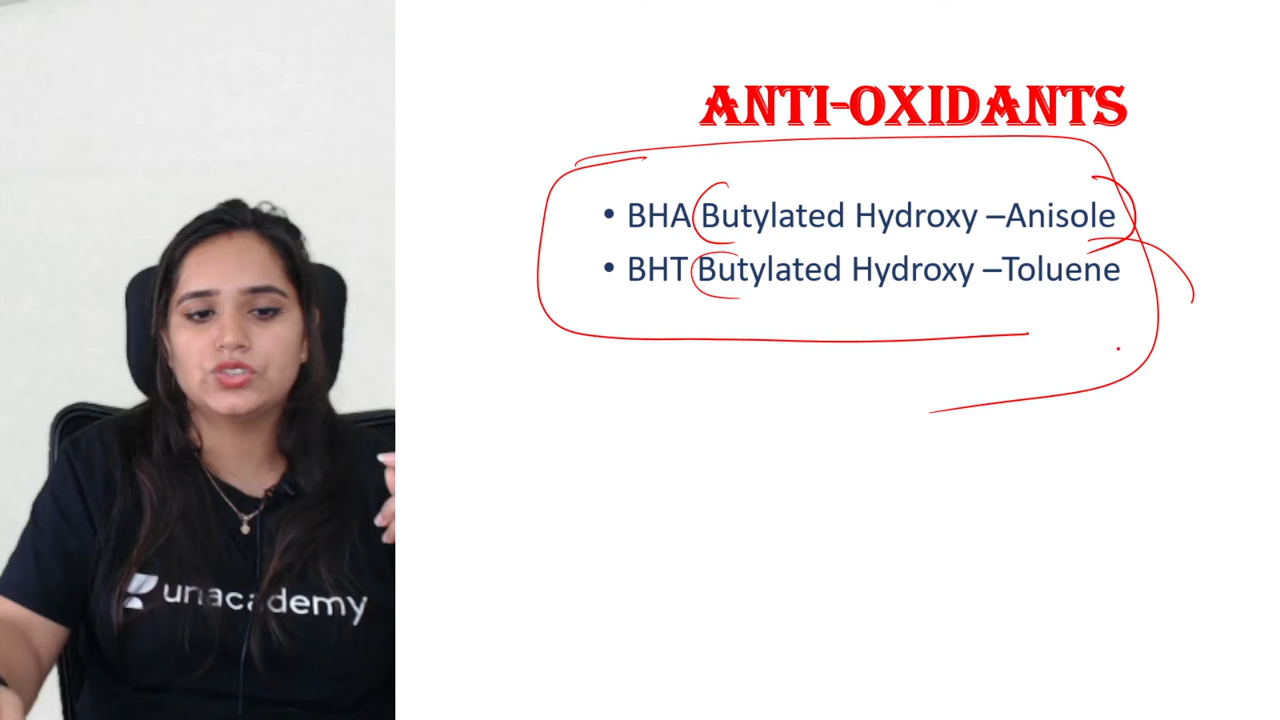 ANTI-OXIDANTS
• BHA Butylated Hydroxy –Anisole
• BHT Butylated Hydroxy –Toluene
unacademy